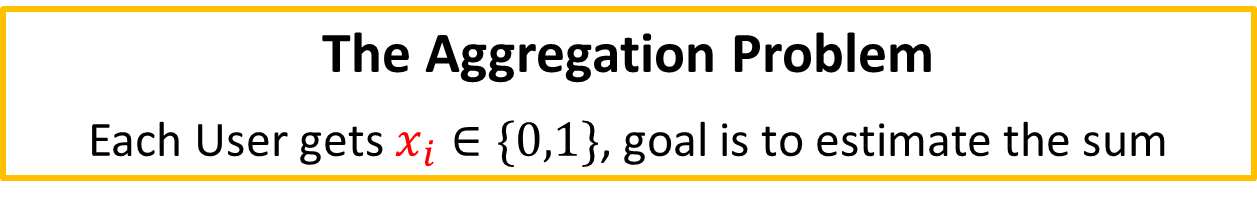 The Aggregation Problem
Each User gets 𝑥ᵢ ∈ {0,1}, goal is to estimate the sum